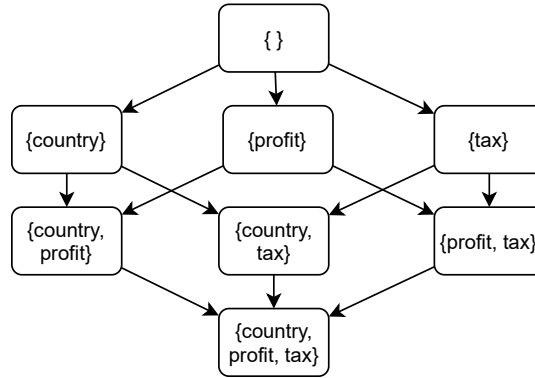 { }
{country}
{profit}
{tax}
{country,
profit}
{country,
tax}
{profit, tax}
{country,
profit, tax}